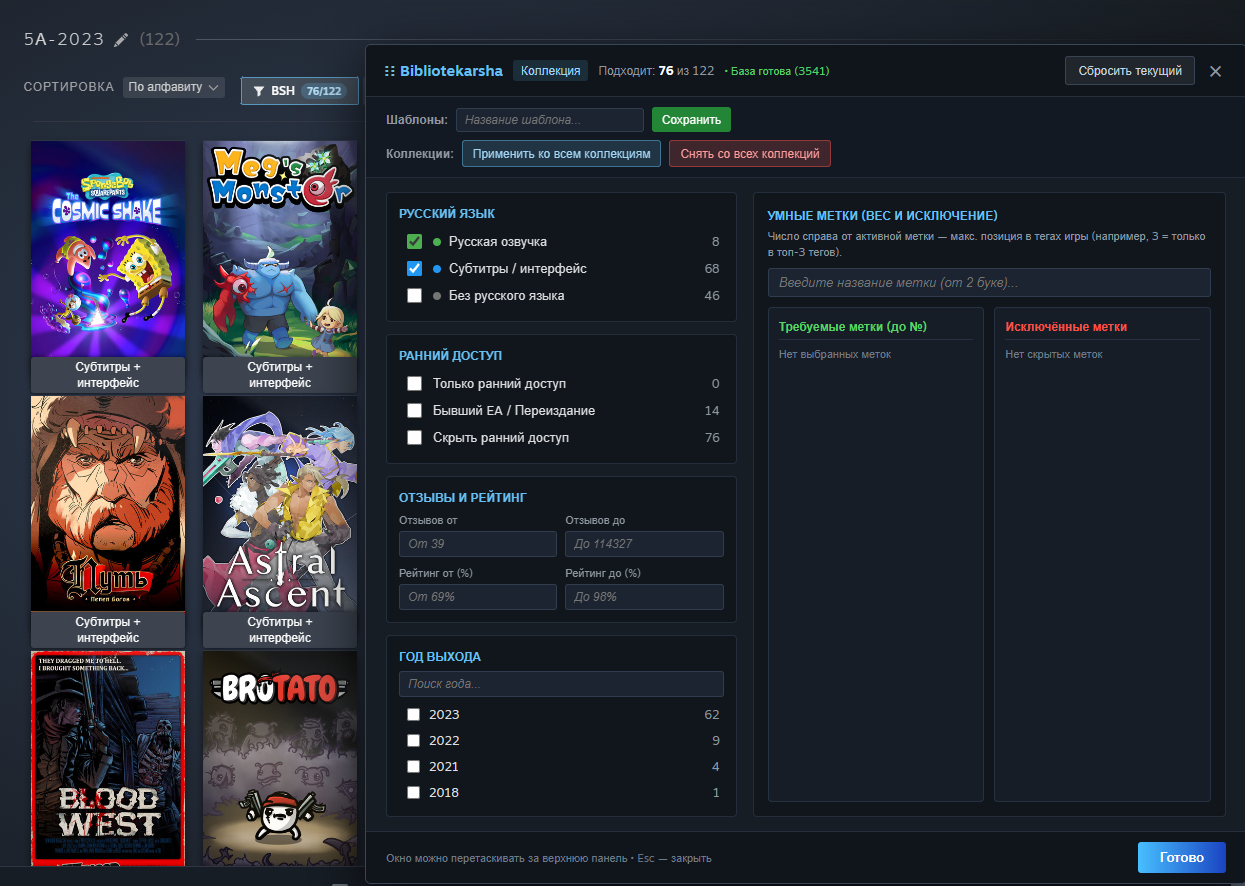 5A-2023 (122)
СОРТИРОВКА По алфавиту
BSH 76/122
SpongeBob
SQUAREPANTS
The
COSMIC SHAKE
Субтитры +
интерфейс
Meg's
Monster
Субтитры +
интерфейс
Путь
Пепел богов
Субтитры +
интерфейс
Astral
Ascent
Субтитры +
интерфейс
THEY DRAGGED ME TO HELL.
I BROUGHT SOMETHING BACK...
BLOOD
WEST
BROTATO
Bibliotekarsha Коллекция Подходит: 76 из 122 • База готова (3541) Сбросить текущий
Шаблоны: Название шаблона... Сохранить
Коллекции: Применить ко всем коллекциям Снять со всех коллекций
РУССКИЙ ЯЗЫК
Русская озвучка 8
Субтитры / интерфейс 68
Без русского языка 46
РАННИЙ ДОСТУП
Только ранний доступ 0
Бывший EA / Переиздание 14
Скрыть ранний доступ 76
ОТЗЫВЫ И РЕЙТИНГ
Отзывов от Отзывов до
От 39 До 114327
Рейтинг от (%) Рейтинг до (%)
От 69% До 98%
ГОД ВЫХОДА
Поиск года...
2023 62
2022 9
2021 4
2018 1
УМНЫЕ МЕТКИ (ВЕС И ИСКЛЮЧЕНИЕ)
Число справа от активной метки — макс. позиция в тегах игры (например, 3 = только
в топ-3 тегов).
Введите название метки (от 2 букв)...
Требуемые метки (до №)
Нет выбранных меток
Исключённые метки
Нет скрытых меток
Окно можно перетаскивать за верхнюю панель • Esc — закрыть
Готово